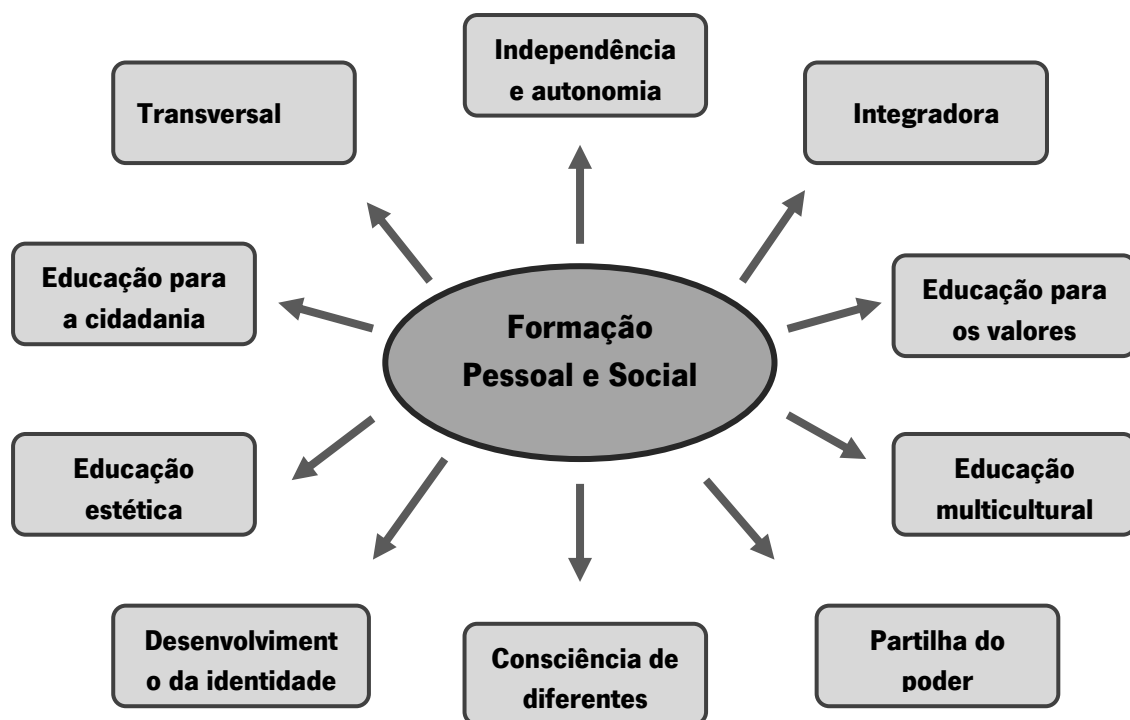 Independência
e autonomia
Transversal
Integradora
Educação para
a cidadania
Educação para
os valores
Formação
Pessoal e Social
Educação
estética
Educação
multicultural
Desenvolviment
o da identidade
Consciência de
diferentes
Partilha do
poder